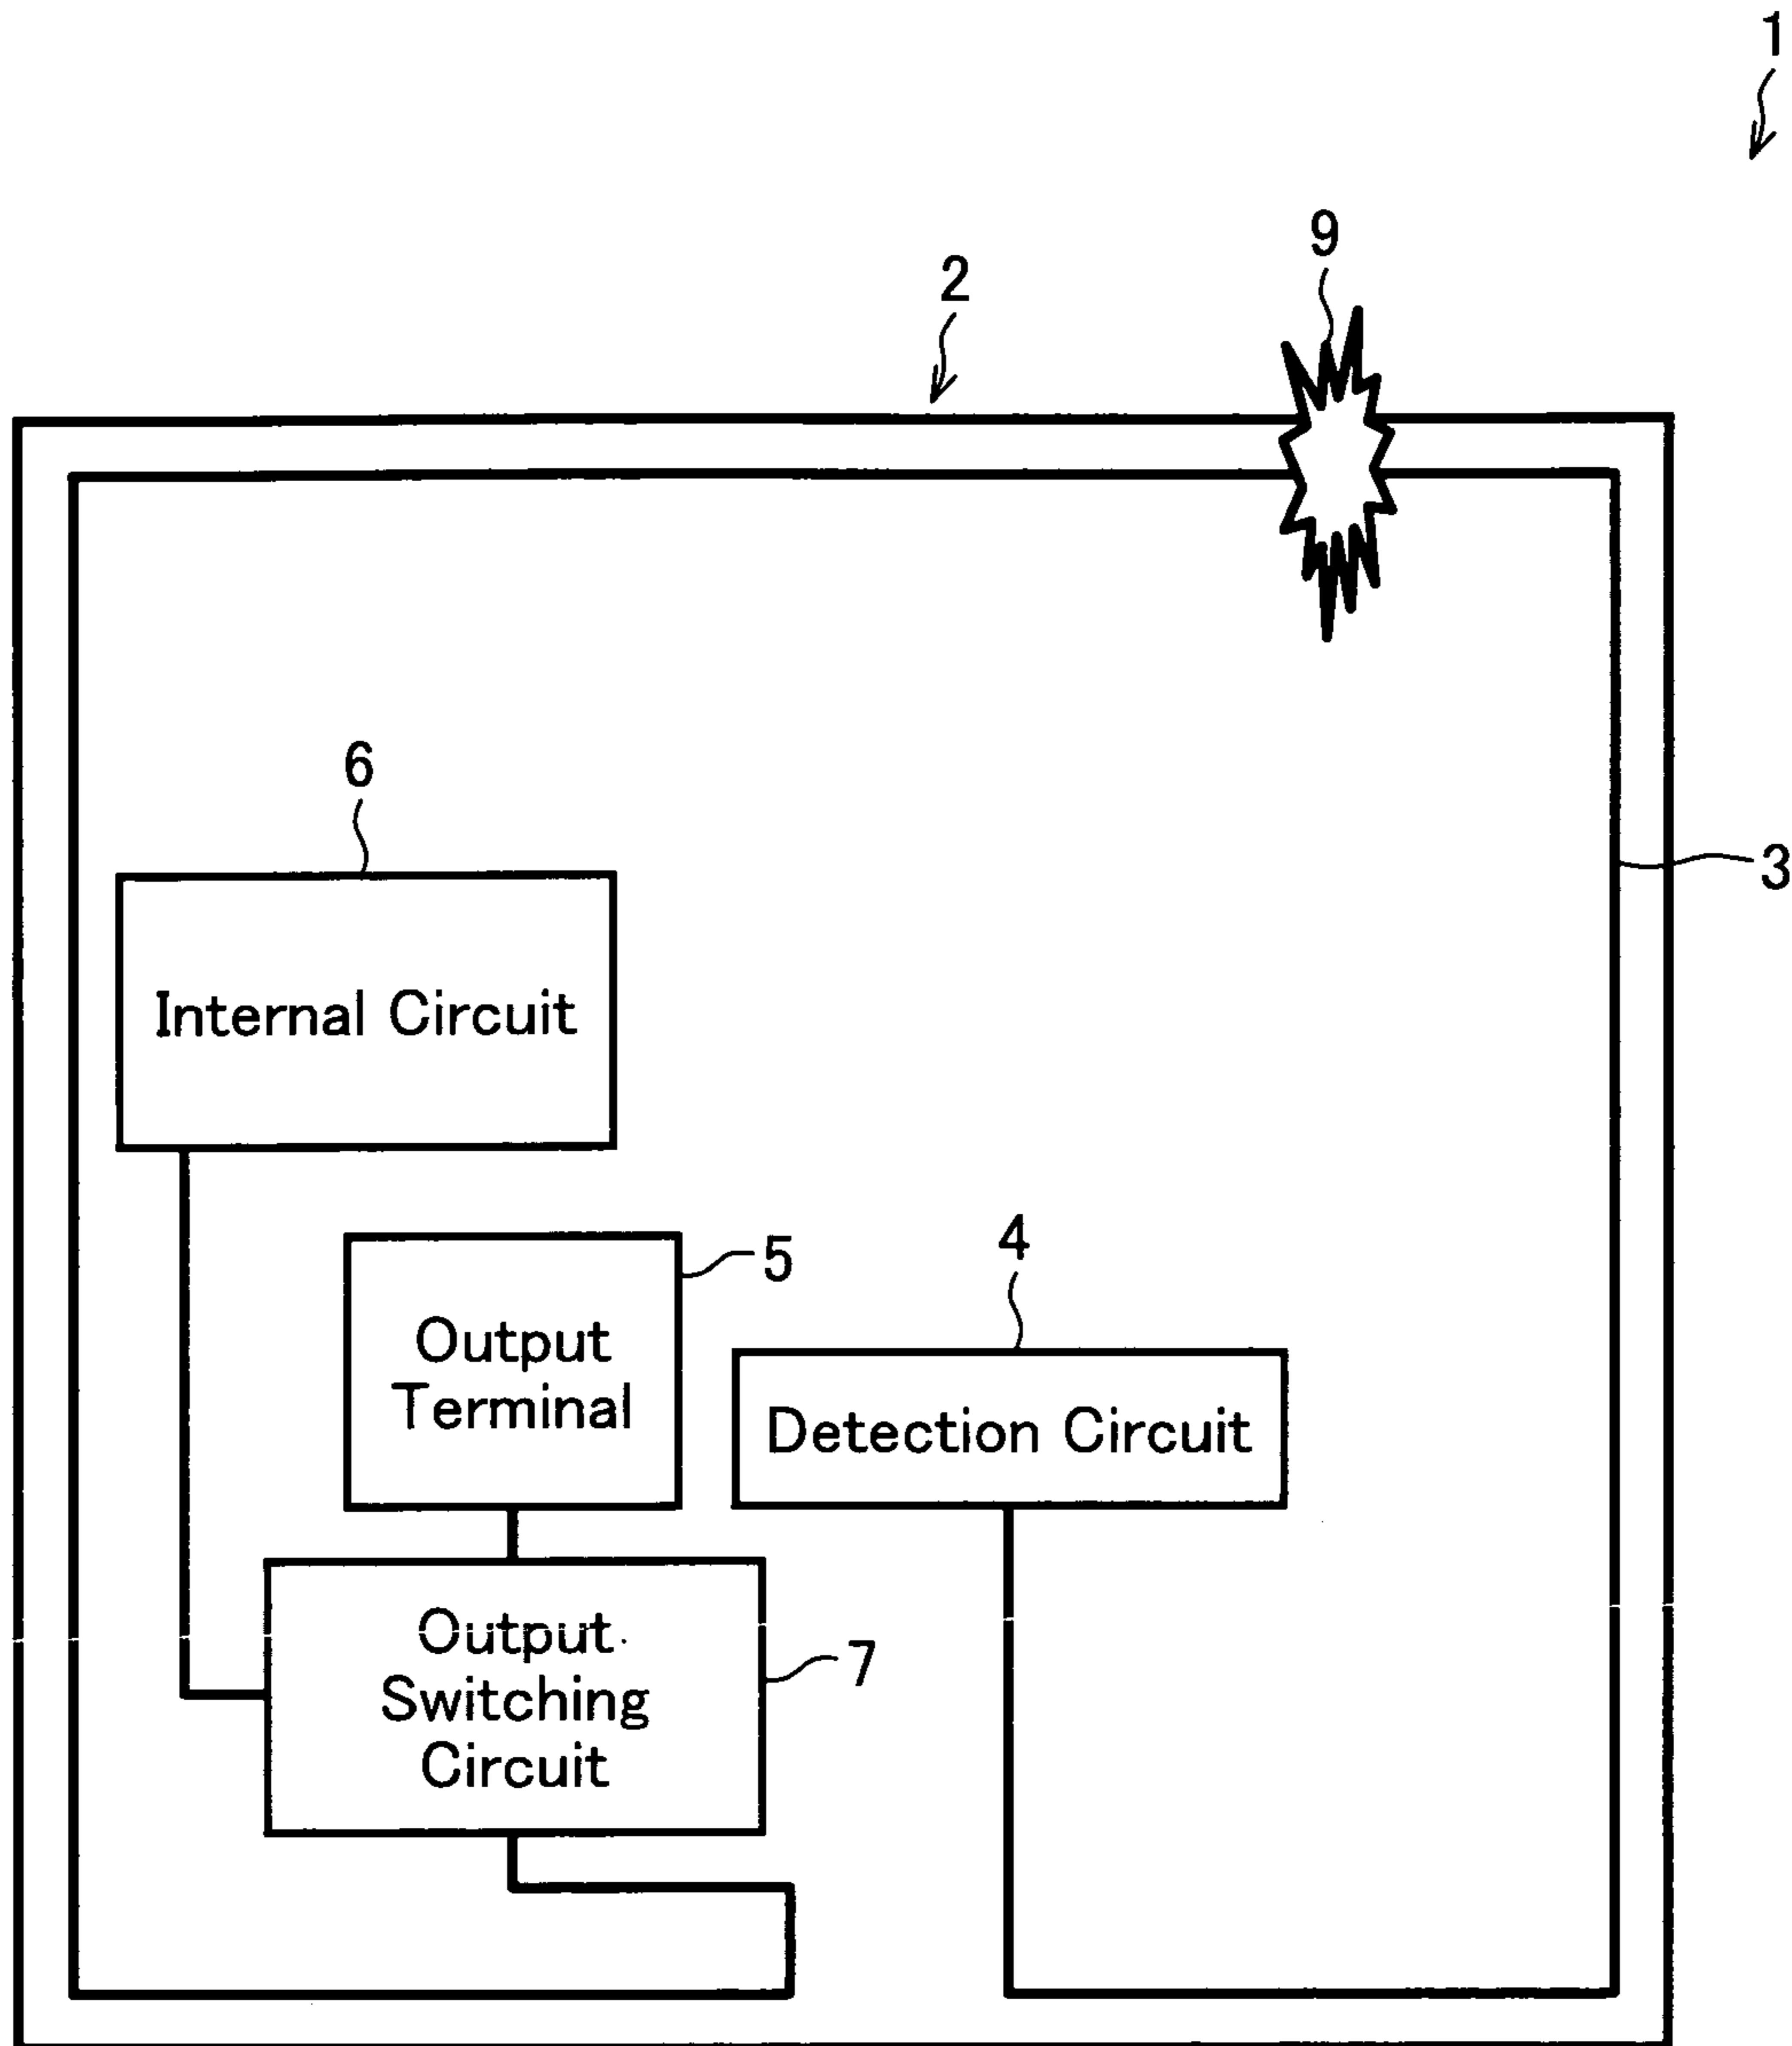 1
9
2
6
Internal Circuit
3
5
Output
Terminal
4
Detection Circuit
Output
Switching
Circuit
7